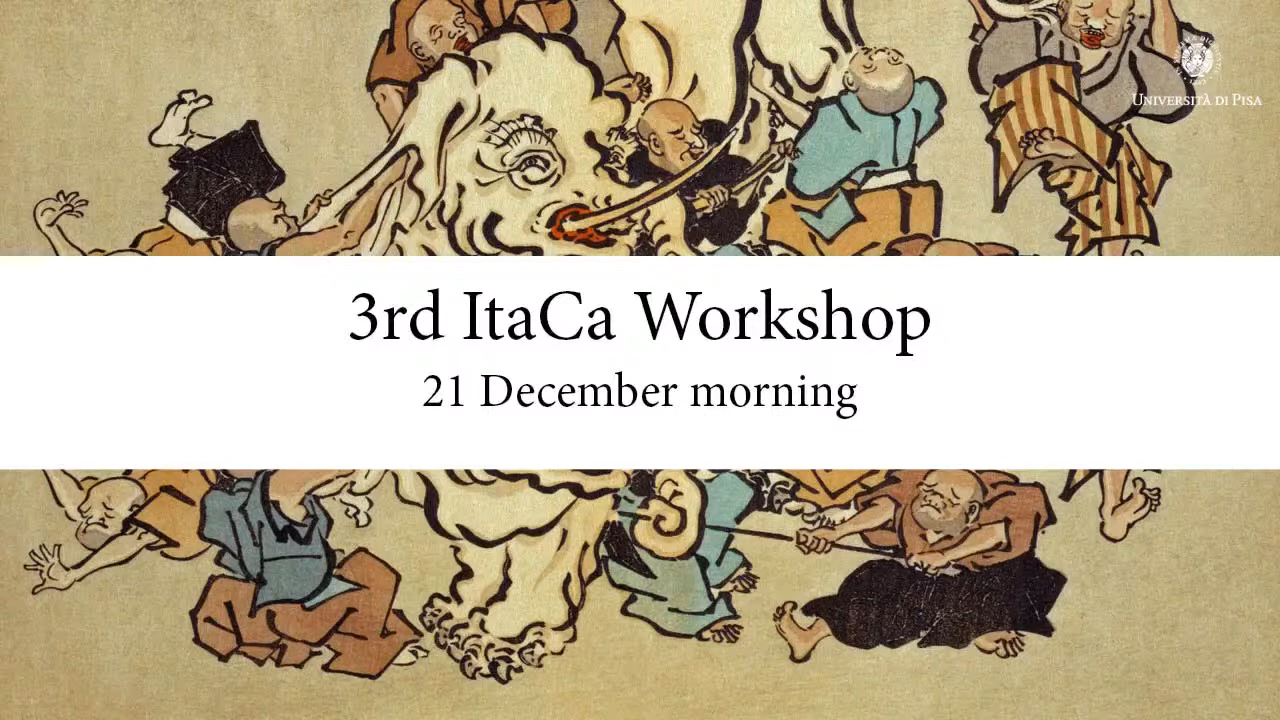 UNIVERSITÀ DI PISA
3rd ItaCa Workshop
21 December morning